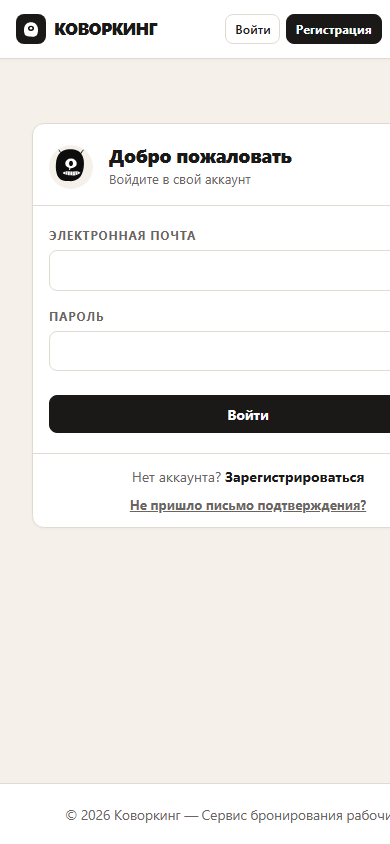 КОВОРКИНГ
Войти
Регистрация
Добро пожаловать
Войдите в свой аккаунт
ЭЛЕКТРОННАЯ ПОЧТА
ПАРОЛЬ
Войти
Нет аккаунта? Зарегистрироваться
Не пришло письмо подтверждения?
© 2026 Коворкинг — Сервис бронирования рабочи